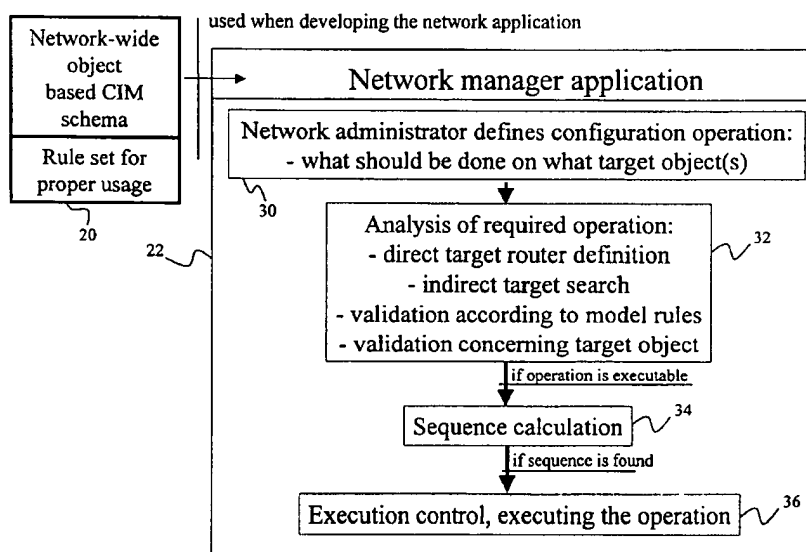 used when developing the network application
Network-wide
object
based CIM
schema
Rule set for
proper usage
20
22
Network manager application
Network administrator defines configuration operation:
- what should be done on what target object(s)
30
Analysis of required operation:
- direct target router definition
- indirect target search
- validation according to model rules
- validation concerning target object
32
if operation is executable
Sequence calculation
34
if sequence is found
Execution control, executing the operation
36